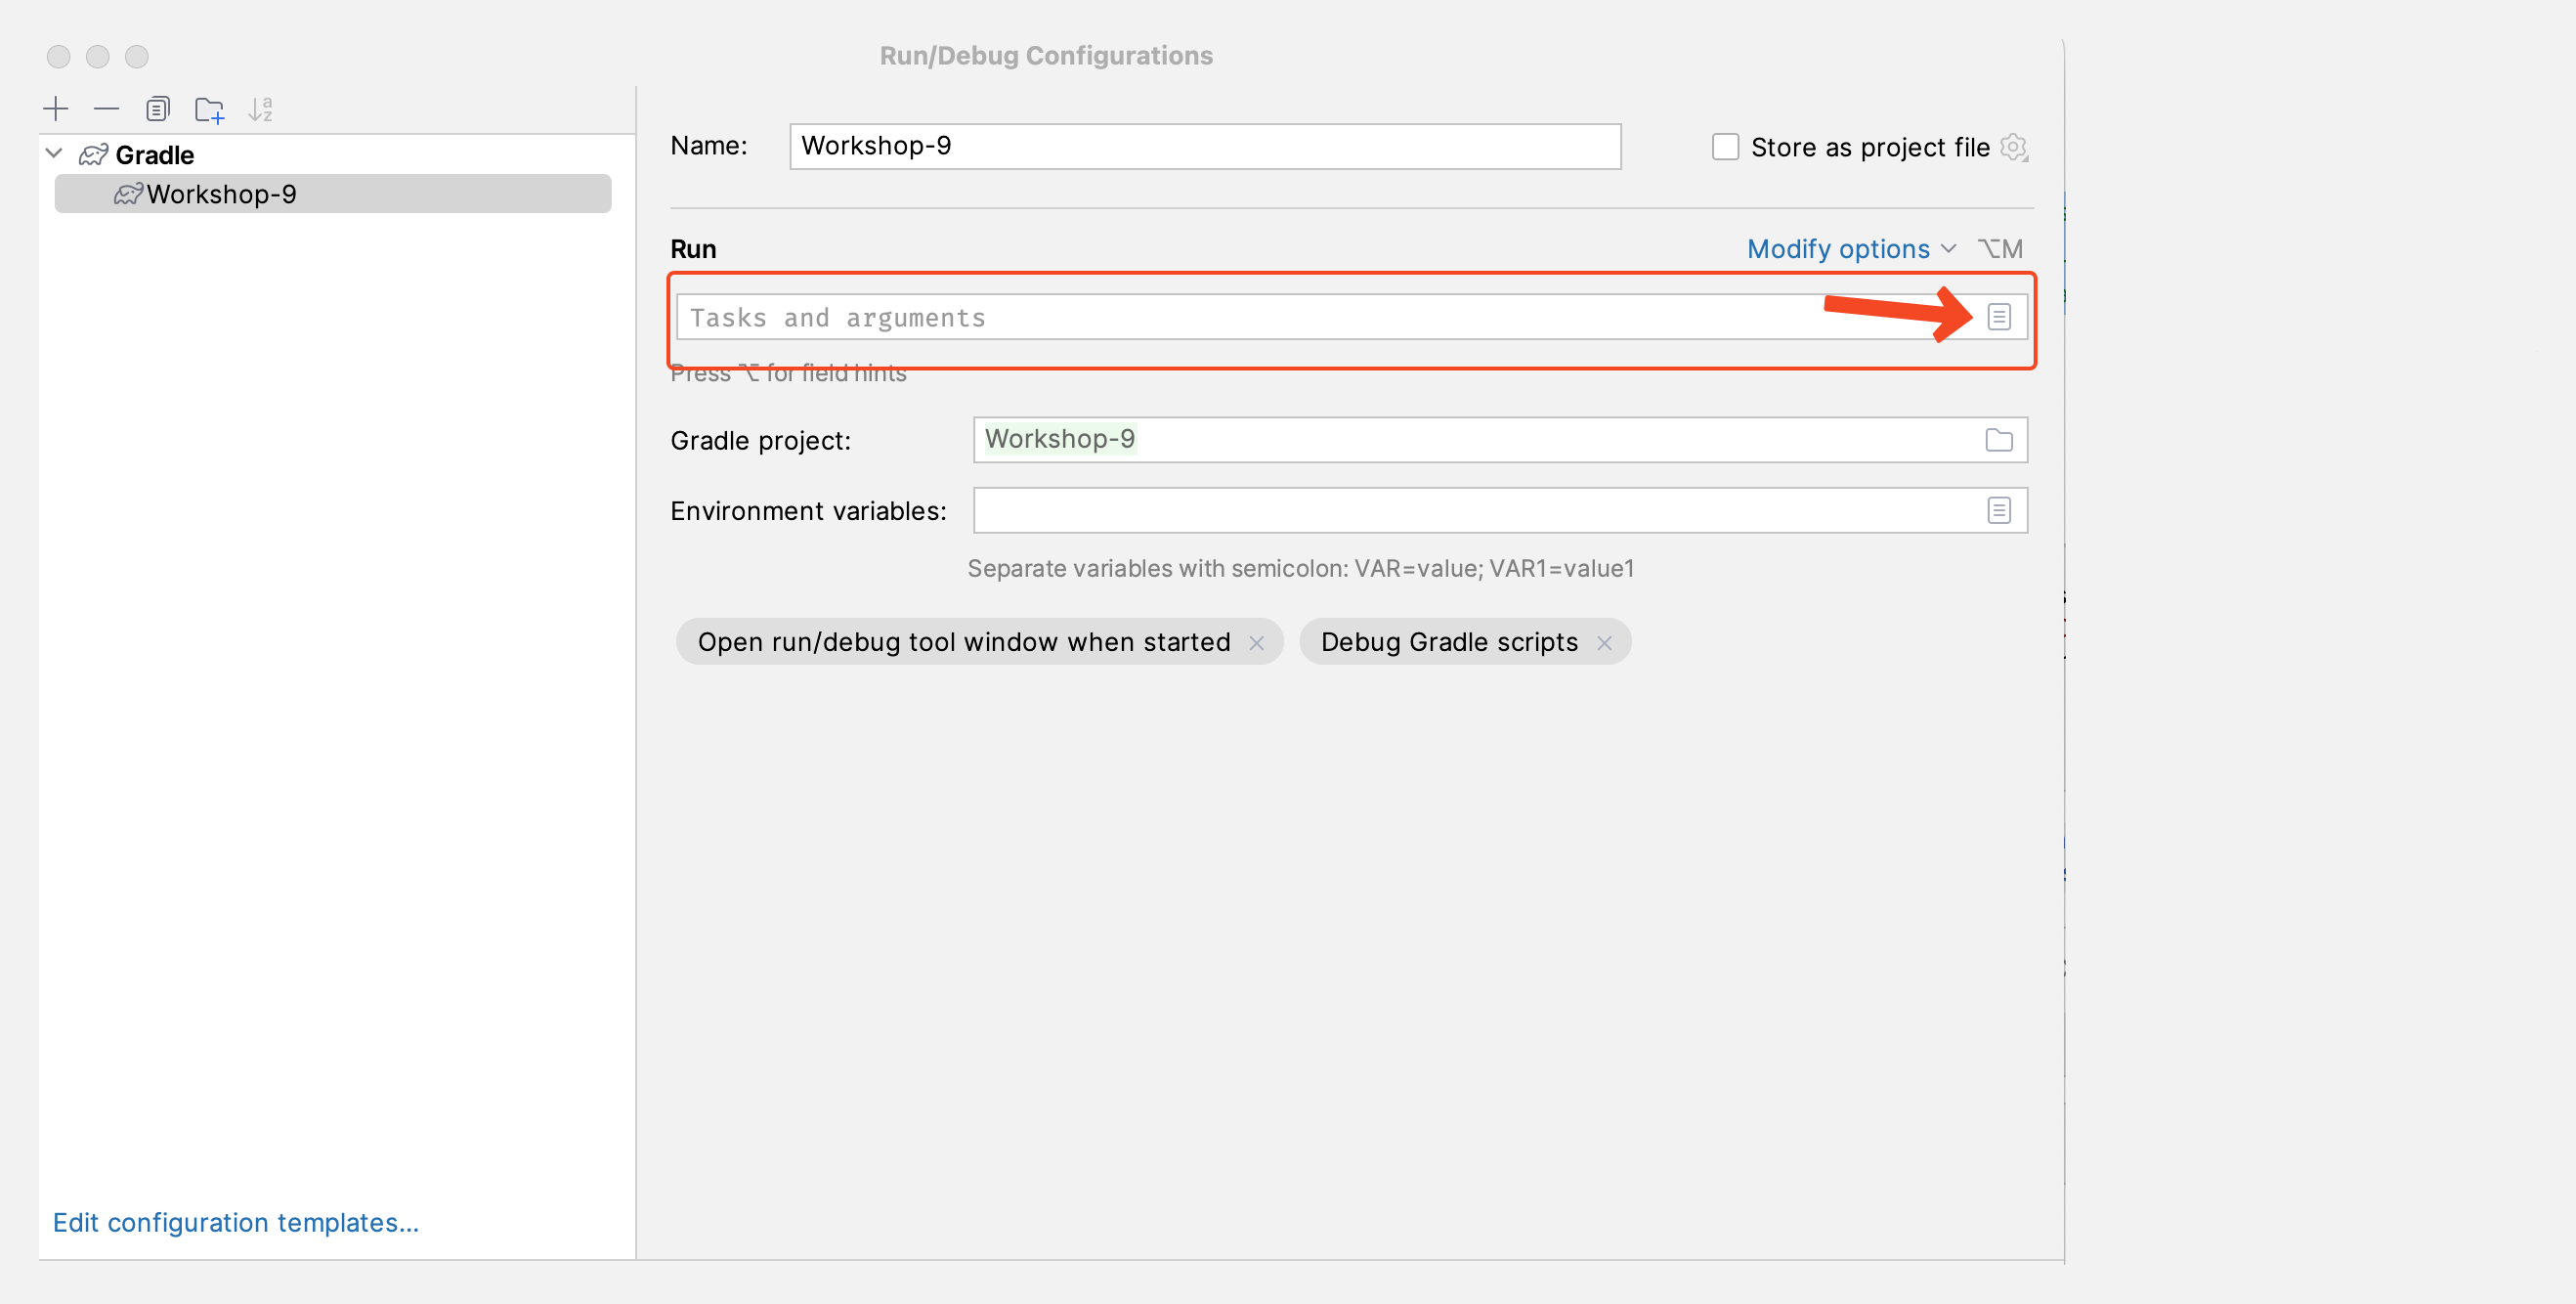 Run/Debug Configurations
Gradle
Workshop-9
Name:
Workshop-9
Store as project file
Run
Modify options
⌥M
Tasks and arguments
Press ⌥ for field hints
Gradle project:
Workshop-9
Environment variables:
Separate variables with semicolon: VAR=value; VAR1=value1
Open run/debug tool window when started
Debug Gradle scripts
Edit configuration templates...